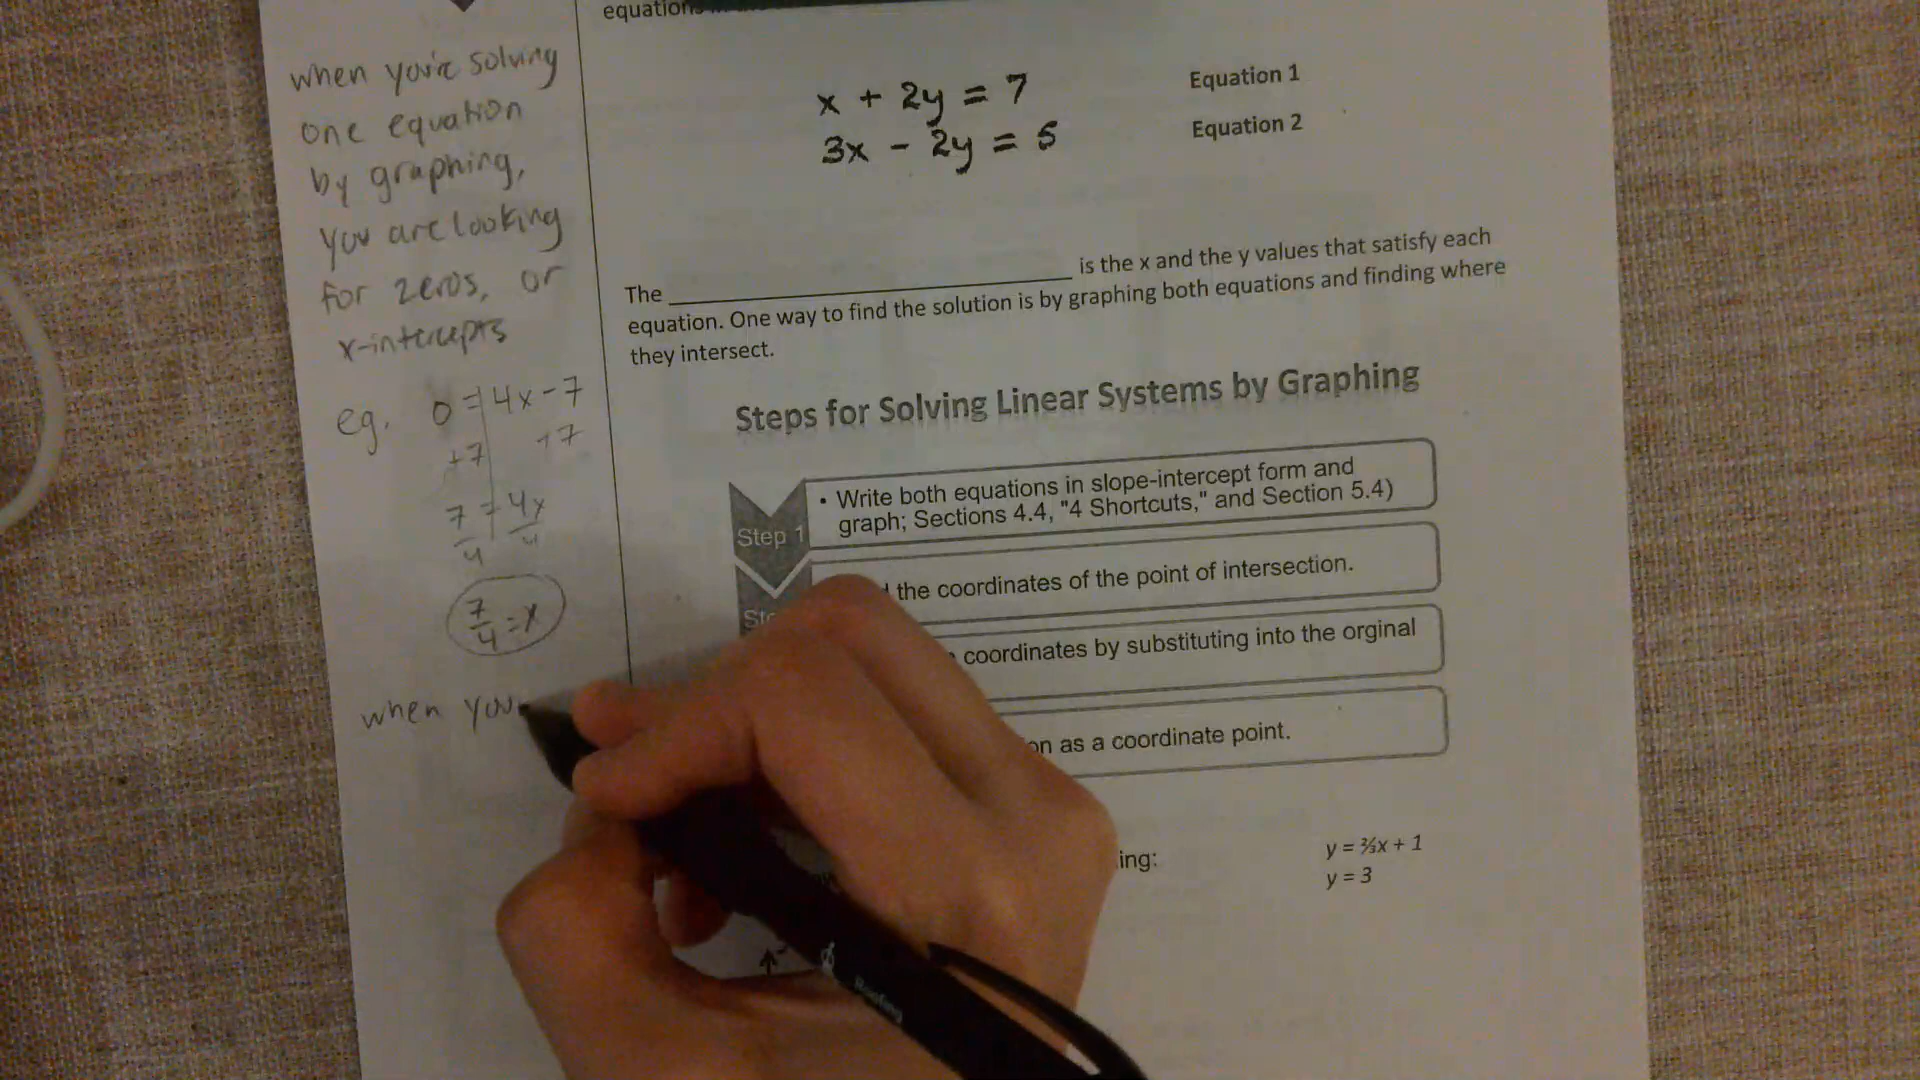 equations
when you're solving
one equation
by graphing,
you are looking
for zeros, or
x-intercepts
eg. 0 = 4x - 7
+7 +7
7 = 4x
4 4
7/4 = x
when you
x + 2y = 7 Equation 1
3x - 2y = 5 Equation 2
The ____________________ is the x and the y values that satisfy each
equation. One way to find the solution is by graphing both equations and finding where
they intersect.
Steps for Solving Linear Systems by Graphing
Step 1
• Write both equations in slope-intercept form and
graph; Sections 4.4, "4 Shortcuts," and Section 5.4)
the coordinates of the point of intersection.
coordinates by substituting into the orginal
as a coordinate point.
ing:
y = ⅔x + 1
y = 3